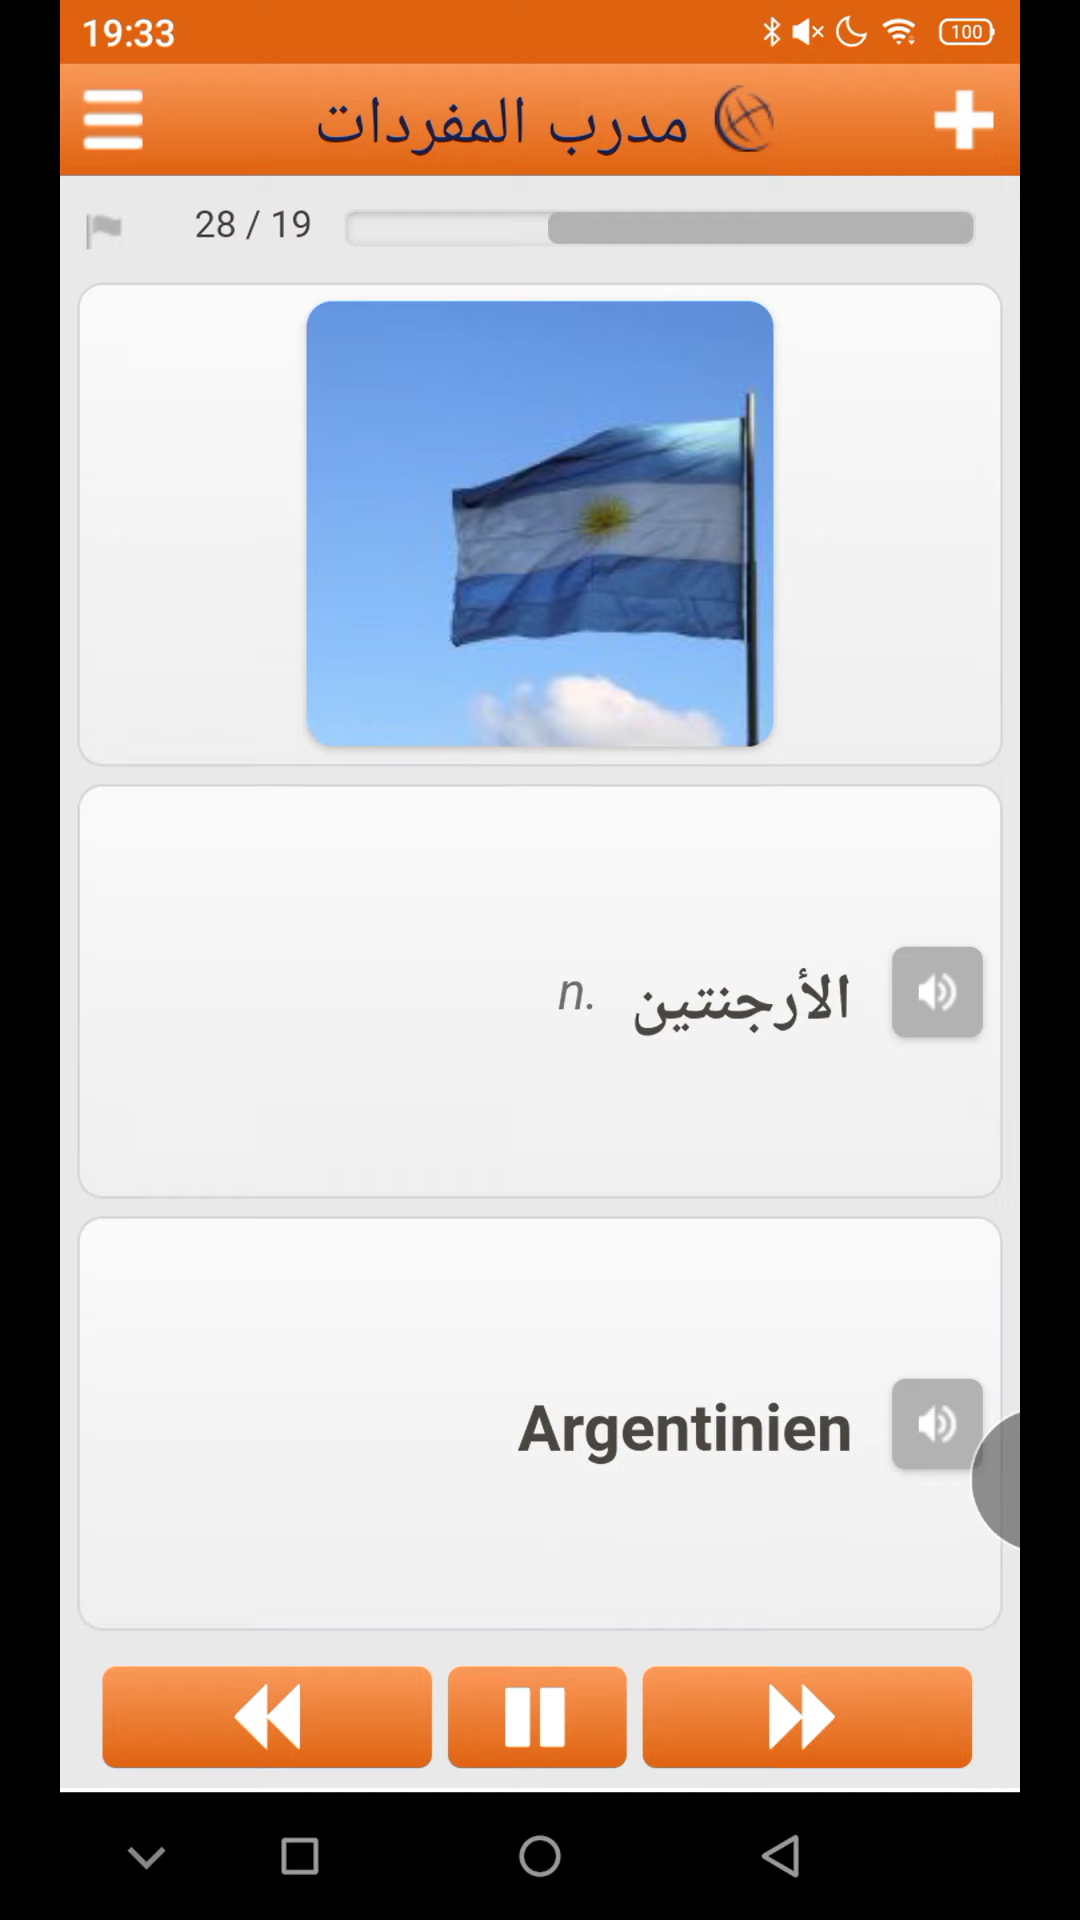 19:33
100
مدرب المفردات
28 / 19
الأرجنتين n.
Argentinien